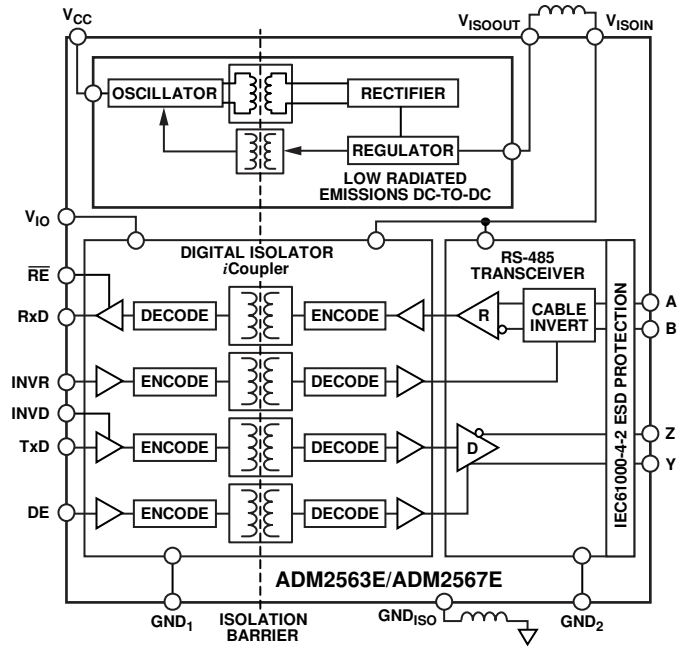 VCC
VISOOUT
VISOIN
OSCILLATOR
RECTIFIER
REGULATOR
LOW RADIATED
EMISSIONS DC-TO-DC
VIO
DIGITAL ISOLATOR
iCoupler
RS-485
TRANSCEIVER
RE
RxD
DECODE
ENCODE
R
CABLE
INVERT
A
B
INVR
ENCODE
DECODE
INVD
TxD
ENCODE
DECODE
D
Z
Y
DE
ENCODE
DECODE
IEC61000-4-2 ESD PROTECTION
ADM2563E/ADM2567E
GND1
ISOLATION
BARRIER
GNDISO
GND2